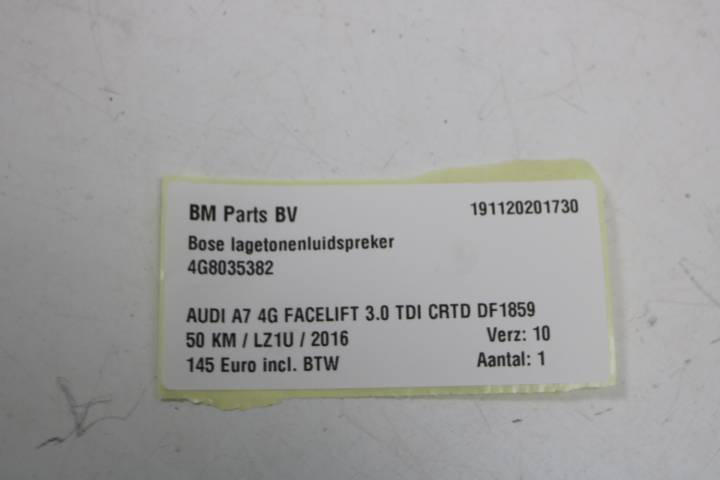 BM Parts BV 191120201730
Bose lagetonenluidspreker
4G8035382
AUDI A7 4G FACELIFT 3.0 TDI CRTD DF1859
50 KM / LZ1U / 2016 Verz: 10
145 Euro incl. BTW Aantal: 1